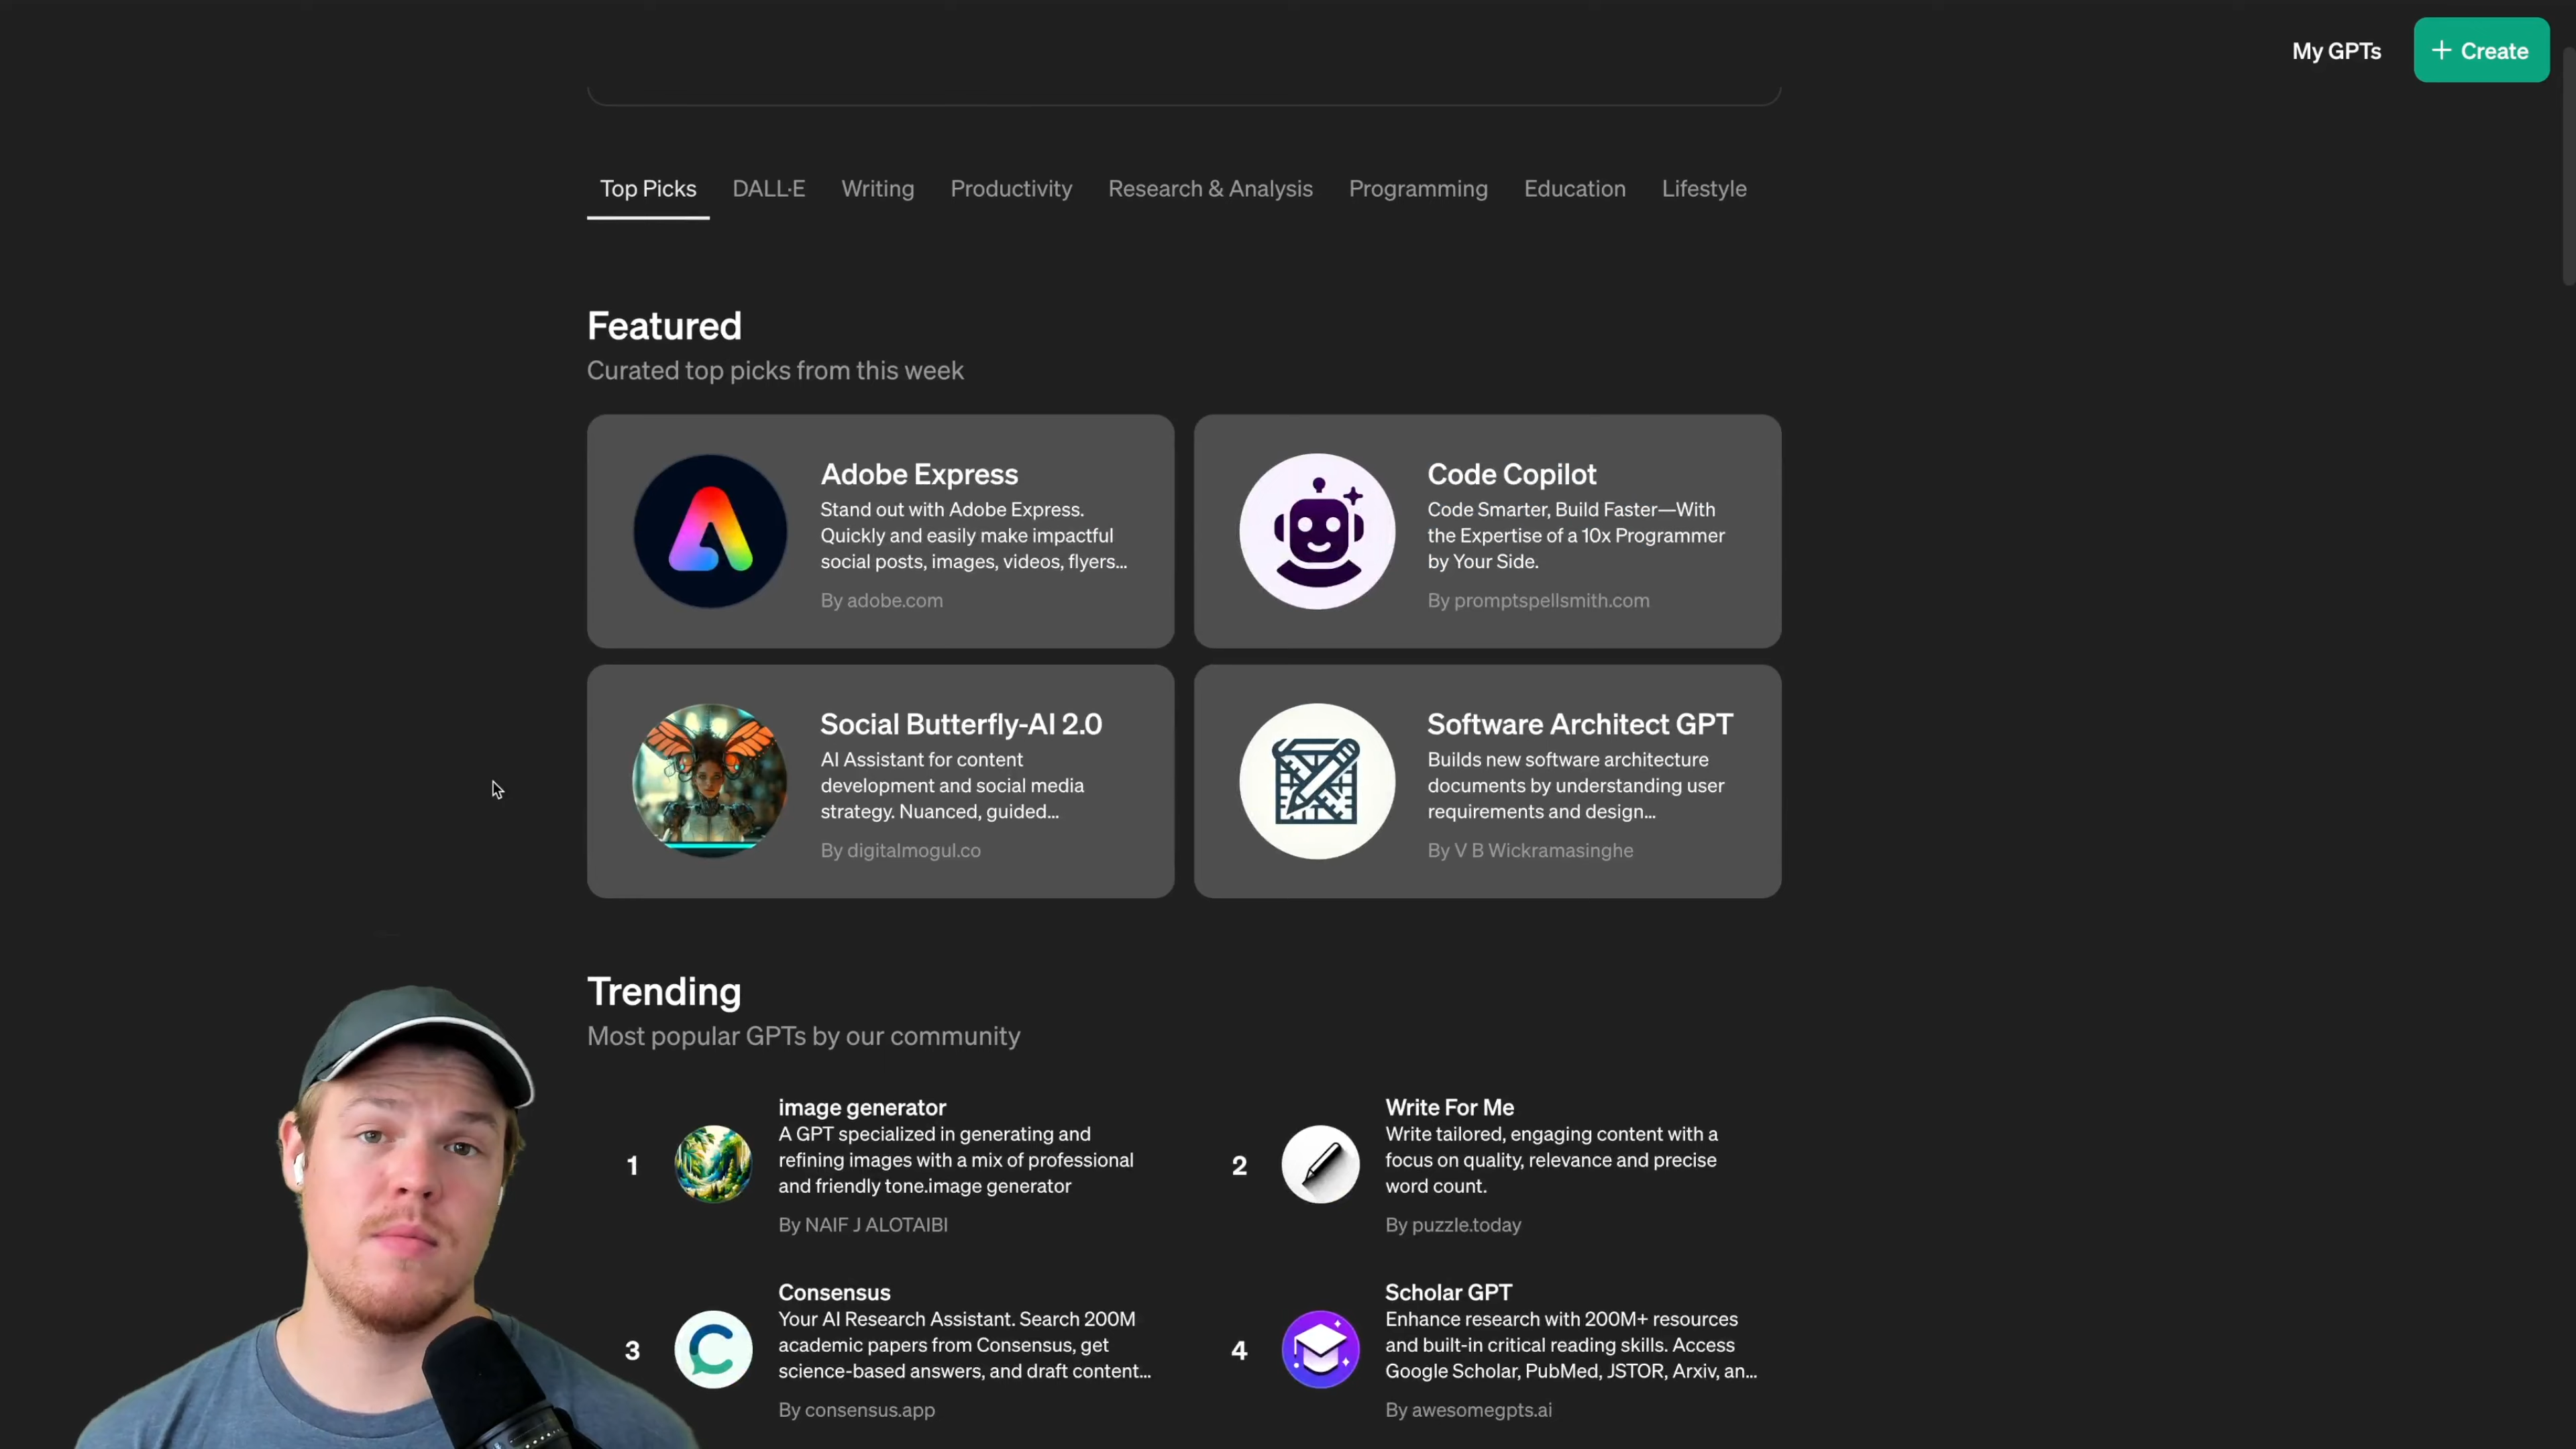 My GPTs
+ Create
Top Picks
DALL·E
Writing
Productivity
Research & Analysis
Programming
Education
Lifestyle
Featured
Curated top picks from this week
Adobe Express
Stand out with Adobe Express.
Quickly and easily make impactful
social posts, images, videos, flyers...
By adobe.com
Code Copilot
Code Smarter, Build Faster—With
the Expertise of a 10x Programmer
by Your Side.
By promptspellsmith.com
Social Butterfly-AI 2.0
AI Assistant for content
development and social media
strategy. Nuanced, guided...
By digitalmogul.co
Software Architect GPT
Builds new software architecture
documents by understanding user
requirements and design...
By V B Wickramasinghe
Trending
Most popular GPTs by our community
1
image generator
A GPT specialized in generating and
refining images with a mix of professional
and friendly tone.image generator
By NAIF J ALOTAIBI
2
Write For Me
Write tailored, engaging content with a
focus on quality, relevance and precise
word count.
By puzzle.today
3
Consensus
Your AI Research Assistant. Search 200M
academic papers from Consensus, get
science-based answers, and draft content...
By consensus.app
4
Scholar GPT
Enhance research with 200M+ resources
and built-in critical reading skills. Access
Google Scholar, PubMed, JSTOR, Arxiv, an...
By awesomegpts.ai